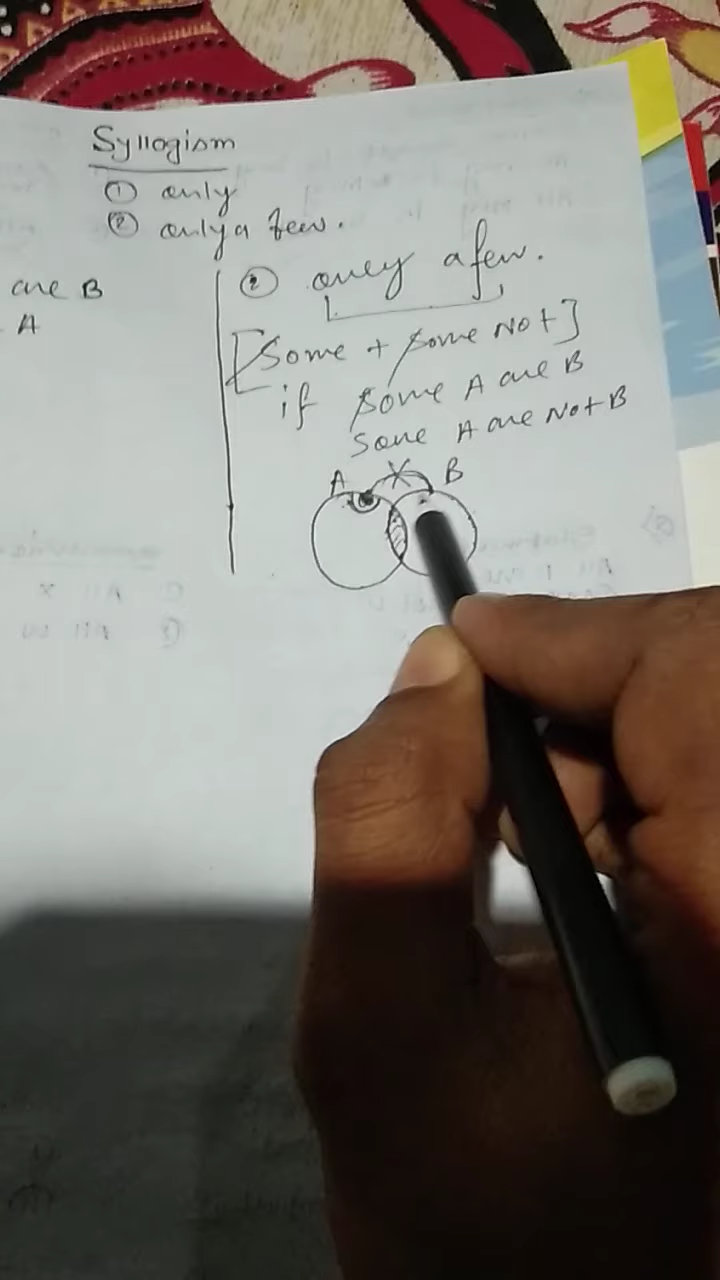 Syllogism
① only
② only a few.
are B
A
② only a few.
[Some + Some Not]
if Some A are B
Some A are Not B
A X B